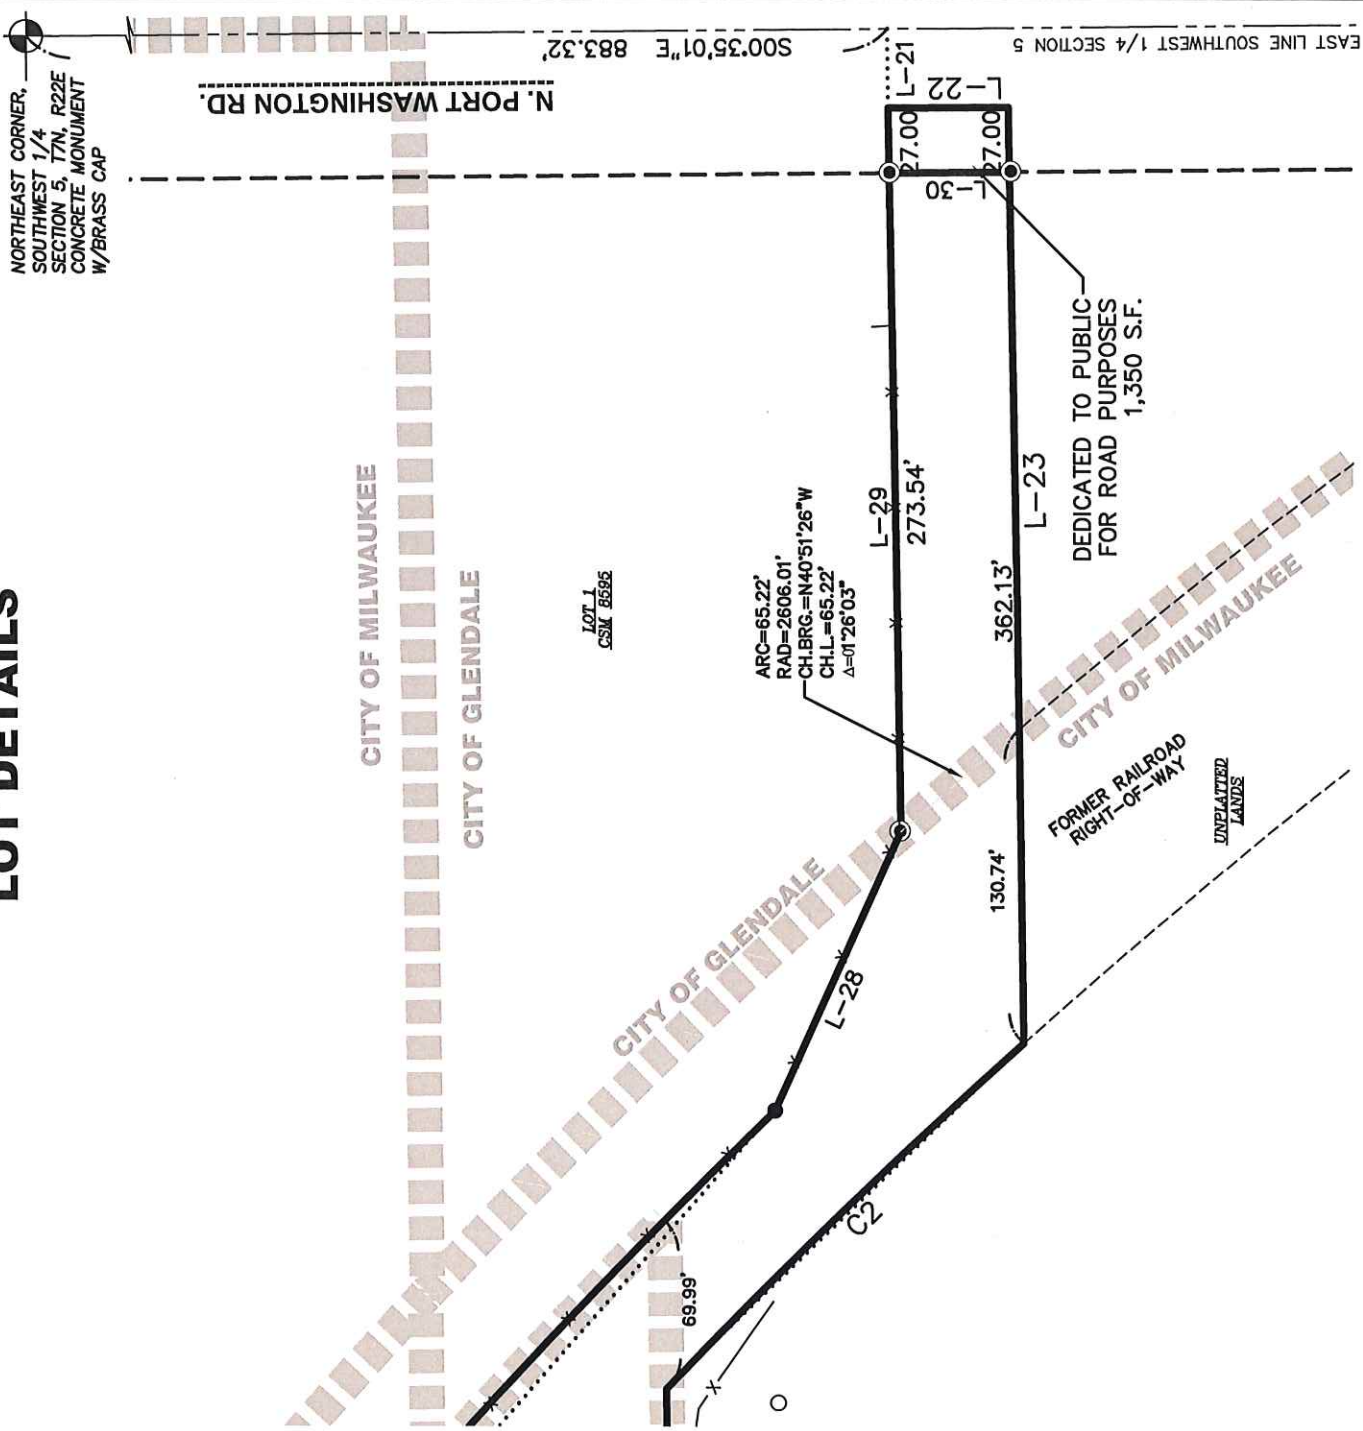 LOT DETAILS
NORTHEAST CORNER,
SOUTHWEST 1/4
SECTION 5, T7N, R22E
CONCRETE MONUMENT
W/BRASS CAP
N. PORT WASHINGTON RD.
S00°35'01"E 883.32'
EAST LINE SOUTHWEST 1/4 SECTION 5
L-21
L-22
27.00
27.00
L-30
DEDICATED TO PUBLIC
FOR ROAD PURPOSES
1,350 S.F.
CITY OF MILWAUKEE
CITY OF GLENDALE
LOT 1
CSM 8595
L-29
273.54'
ARC=65.22'
RAD=2606.01'
CH.BRG.=N40°51'26"W
CH.L.=65.22'
Δ=01°26'03"
L-23
362.13'
CITY OF MILWAUKEE
FORMER RAILROAD
RIGHT-OF-WAY
UNPLATTED
LANDS
130.74'
CITY OF GLENDALE
L-28
C2
69.99'